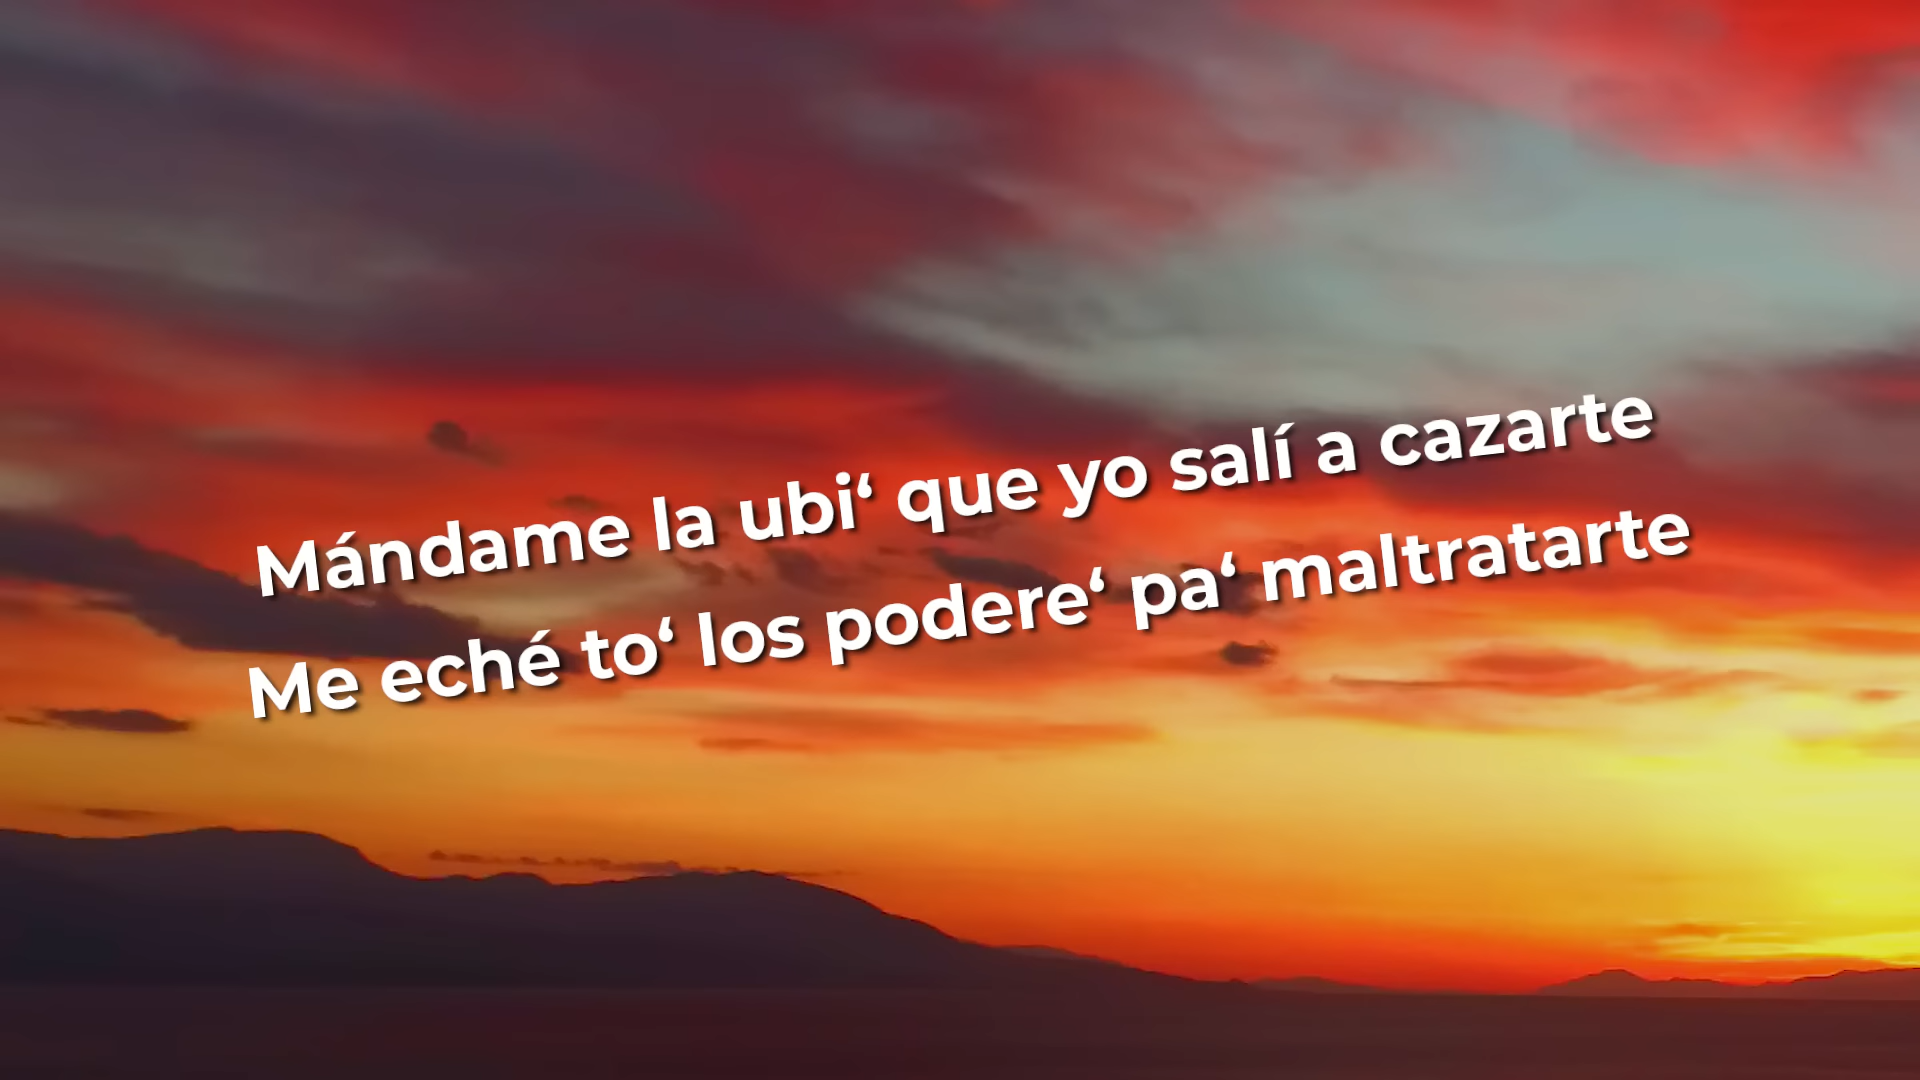 Mándame la ubi‘ que yo salí a cazarte
Me eché to‘ los podere‘ pa‘ maltratarte